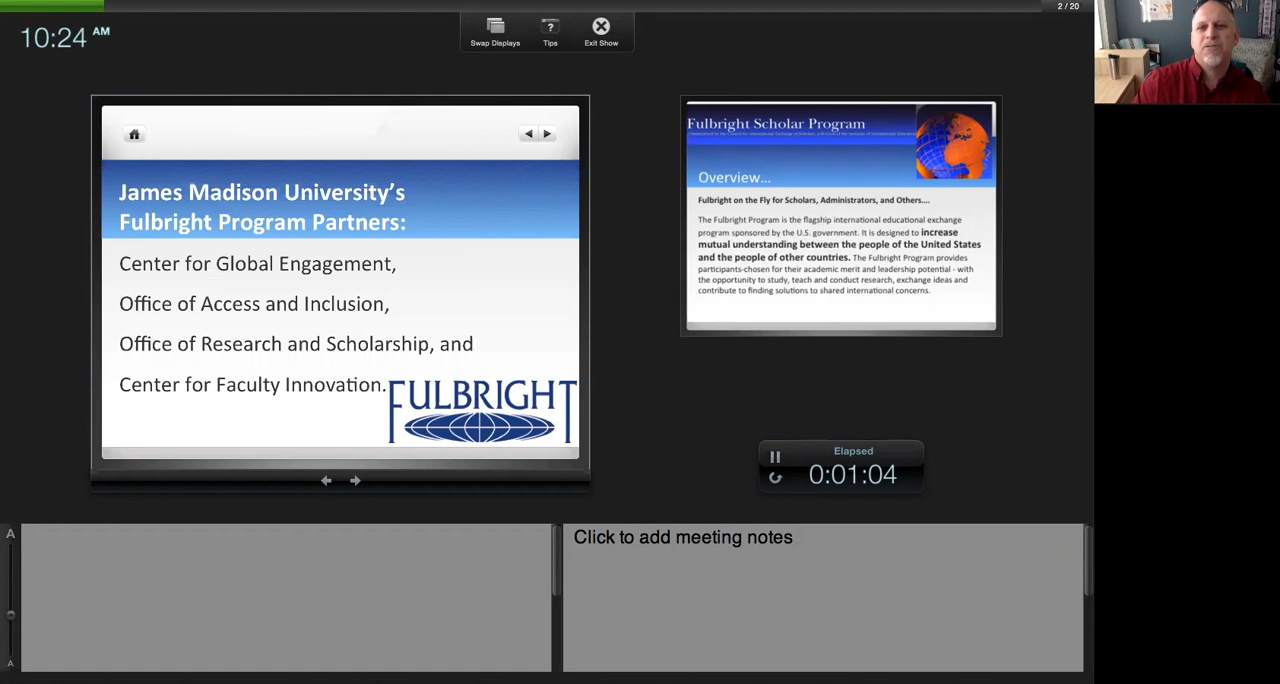 2 / 20
10:24 AM
Swap Displays
?
Tips
Exit Show
James Madison University's
Fulbright Program Partners:
Center for Global Engagement,
Office of Access and Inclusion,
Office of Research and Scholarship, and
Center for Faculty Innovation.
FULBRIGHT
Fulbright Scholar Program
Overview...
Fulbright on the Fly for Scholars, Administrators, and Others....
The Fulbright Program is the flagship international educational exchange
program sponsored by the U.S. government. It is designed to increase
mutual understanding between the people of the United States
and the people of other countries. The Fulbright Program provides
participants-chosen for their academic merit and leadership potential - with
the opportunity to study, teach and conduct research, exchange ideas and
contribute to finding solutions to shared international concerns.
Elapsed
0:01:04
A
A
Click to add meeting notes